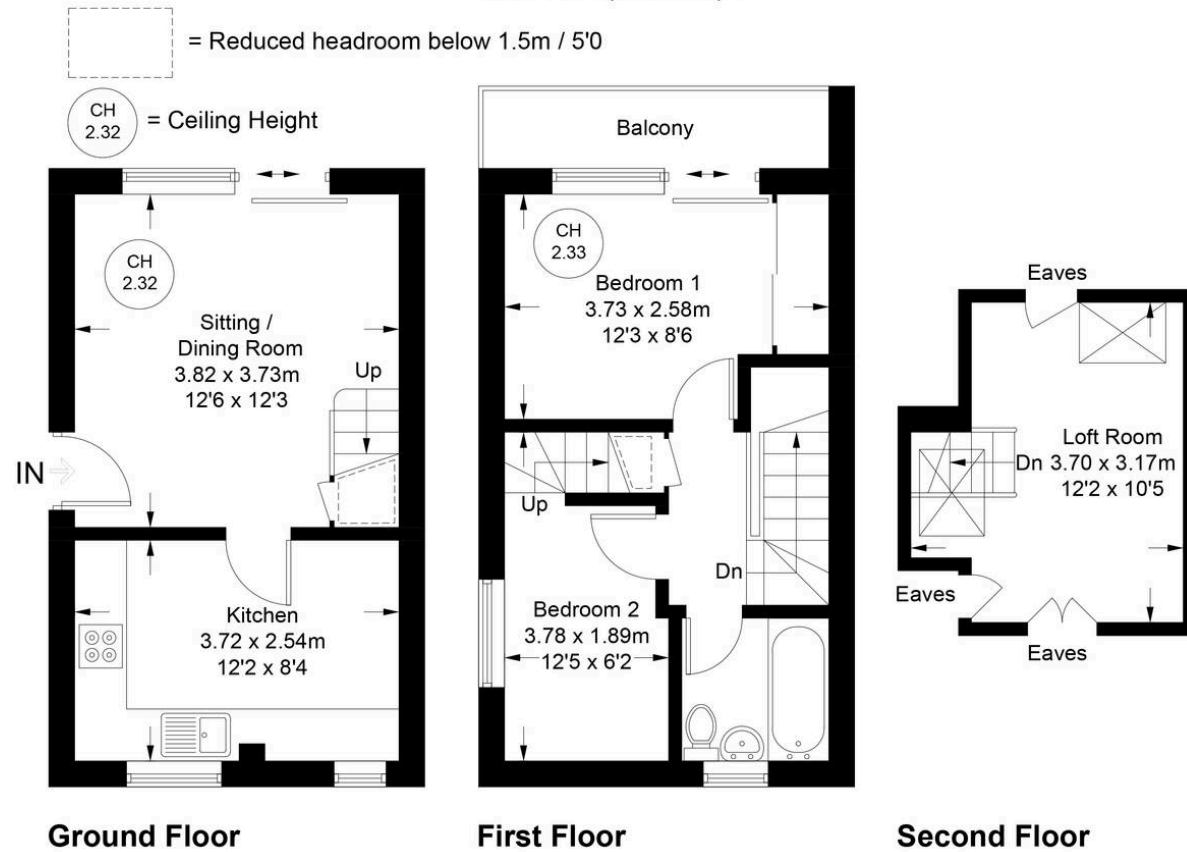 = Reduced headroom below 1.5m / 5'0
CH
2.32
= Ceiling Height
CH
2.32
Sitting /
Dining Room
3.82 x 3.73m
12'6 x 12'3
Up
IN
Kitchen
3.72 x 2.54m
12'2 x 8'4
Ground Floor
Balcony
CH
2.33
Bedroom 1
3.73 x 2.58m
12'3 x 8'6
Up
Dn
Bedroom 2
3.78 x 1.89m
12'5 x 6'2
First Floor
Eaves
Loft Room
Dn 3.70 x 3.17m
12'2 x 10'5
Eaves
Eaves
Second Floor